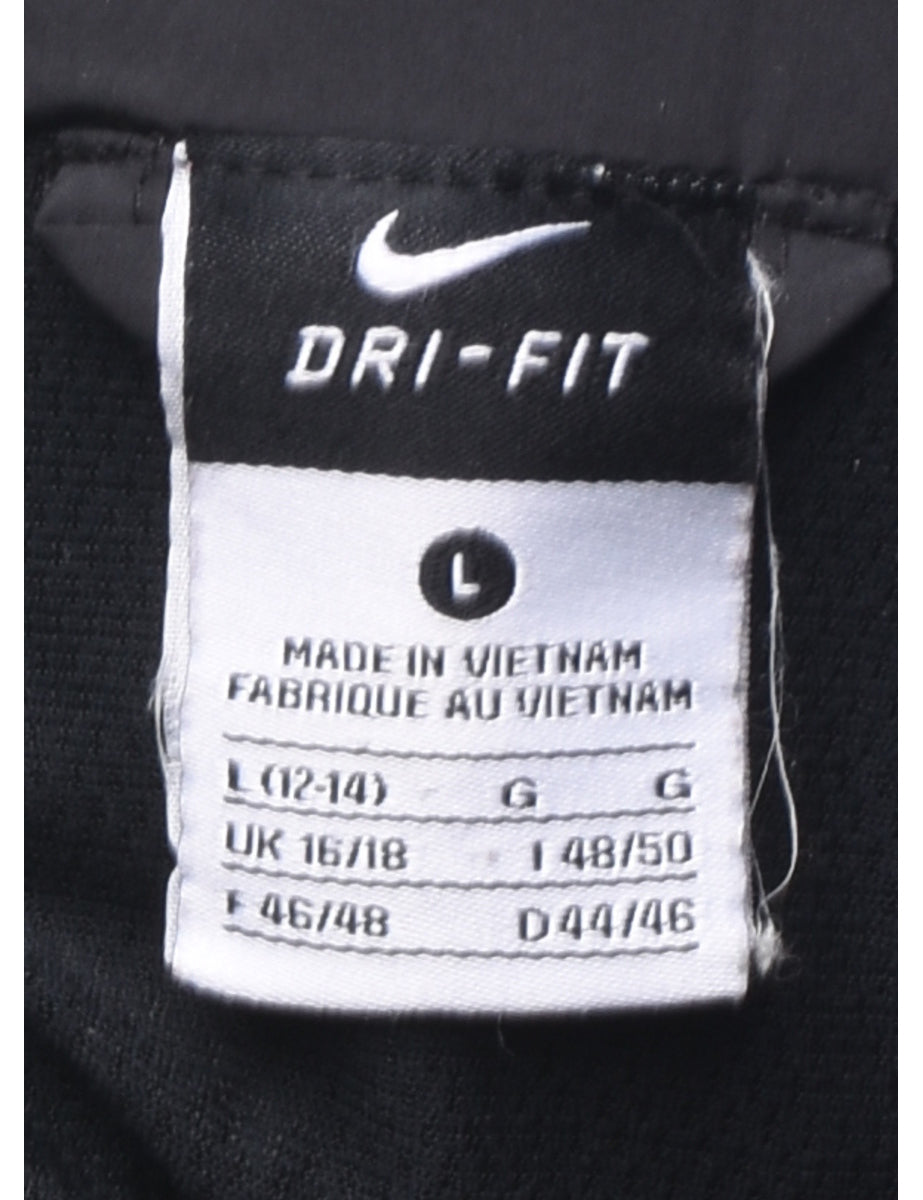 DRI-FIT
L
MADE IN VIETNAM
FABRIQUE AU VIETNAM
L (12-14) G G
UK 16/18 I 48/50
F 46/48 D 44/46